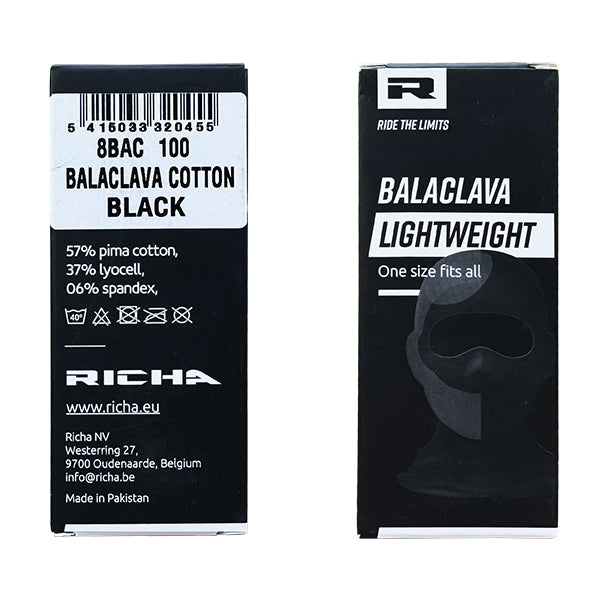 5 415033 320455
8BAC 100
BALACLAVA COTTON
BLACK
57% pima cotton,
37% lyocell,
06% spandex,
40°
RICHA
www.richa.eu
Richa NV
Westerring 27,
9700 Oudenaarde, Belgium
info@richa.be
Made in Pakistan
R
RIDE THE LIMITS
BALACLAVA
LIGHTWEIGHT
One size fits all